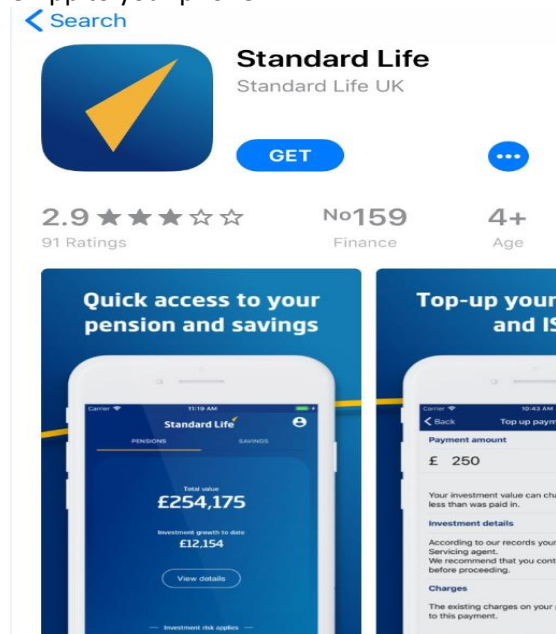 App to your phone
Search
Standard Life
Standard Life UK
GET
2.9 ★★★☆☆
91 Ratings
No159
Finance
4+
Age
Quick access to your
pension and savings
Carrier
11:19 AM
Standard Life
PENSIONS SAVINGS
Total value
£254,175
Investment growth to date
£12,154
View details
Investment risk applies
Top-up your
and IS
Carrier
10:43 AM
Back
Top up paym
Payment amount
£ 250
Your investment value can cha
less than was paid in.
Investment details
According to our records your
Servicing agent.
We recommend that you cont
before proceeding.
Charges
The existing charges on your
to this payment.